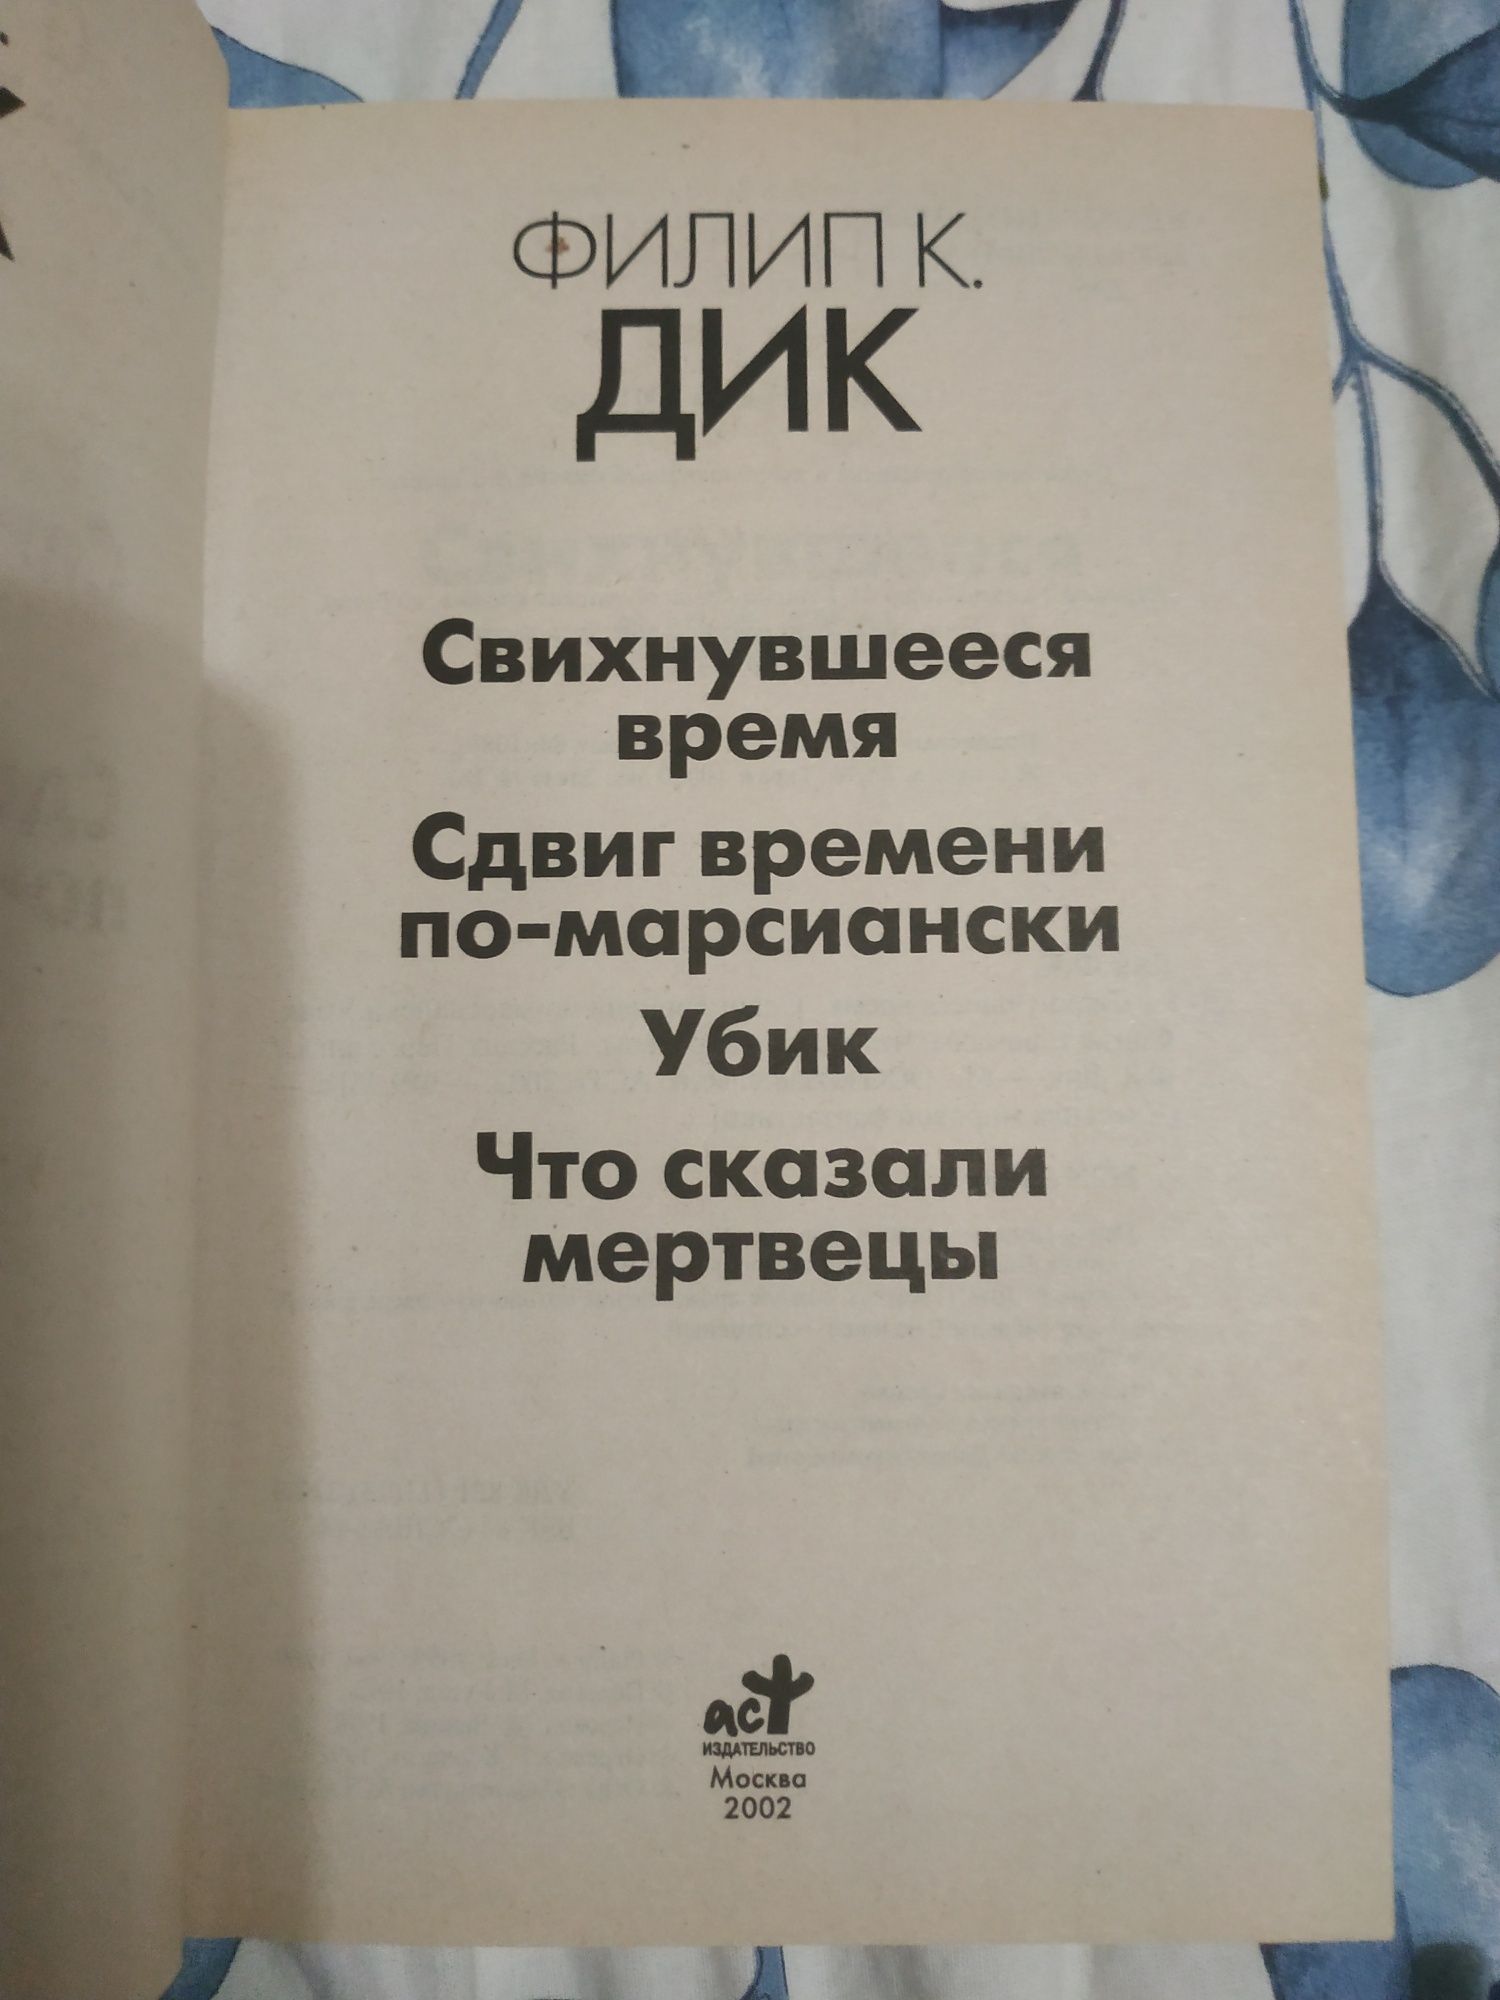 ФИЛИП К.
ДИК
Свихнувшееся
время
Сдвиг времени
по-марсиански
Убик
Что сказали
мертвецы
аст
ИЗДАТЕЛЬСТВО
Москва
2002